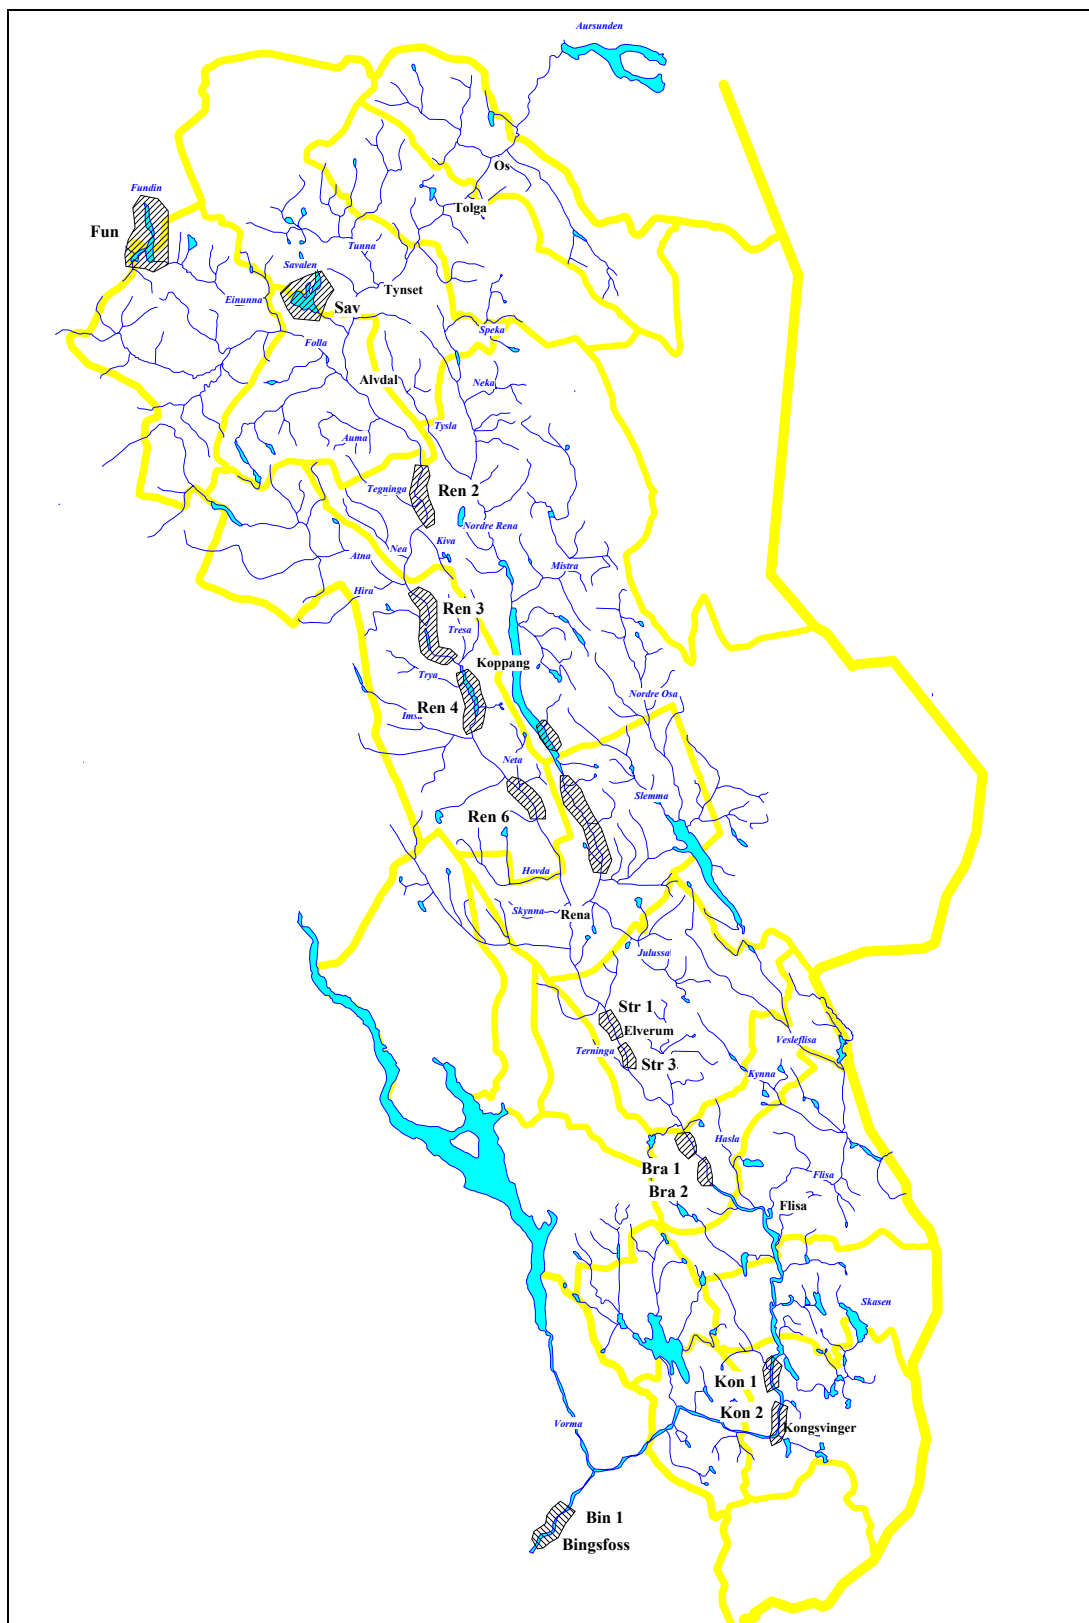 Aursunden
Os
Fundin
Tolga
Fun
Tunna
Savalen
Tynset
Einunna
Sav
Speka
Folla
Alvdal
Neka
Tysla
Auma
Tegninga
Ren 2
Nordre Rena
Kiva
Nea
Atna
Mistra
Hira
Ren 3
Tresa
Koppang
Trya
Nordre Osa
Ren 4
Neta
Slemma
Ren 6
Hovda
Skynna
Rena
Julussa
Str 1
Elverum
Vesleflisa
Terninga
Str 3
Kynna
Hasla
Bra 1
Flisa
Bra 2
Flisa
Skasen
Kon 1
Kon 2
Vorma
Kongsvinger
Bin 1
Bingsfoss